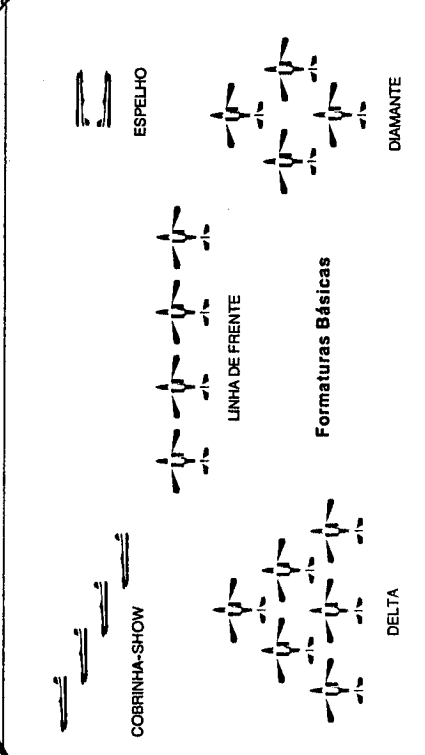 COBRINHA-SHOW
ESPELHO
LINHA DE FRENTE
Formaturas Básicas
DELTA
DIAMANTE